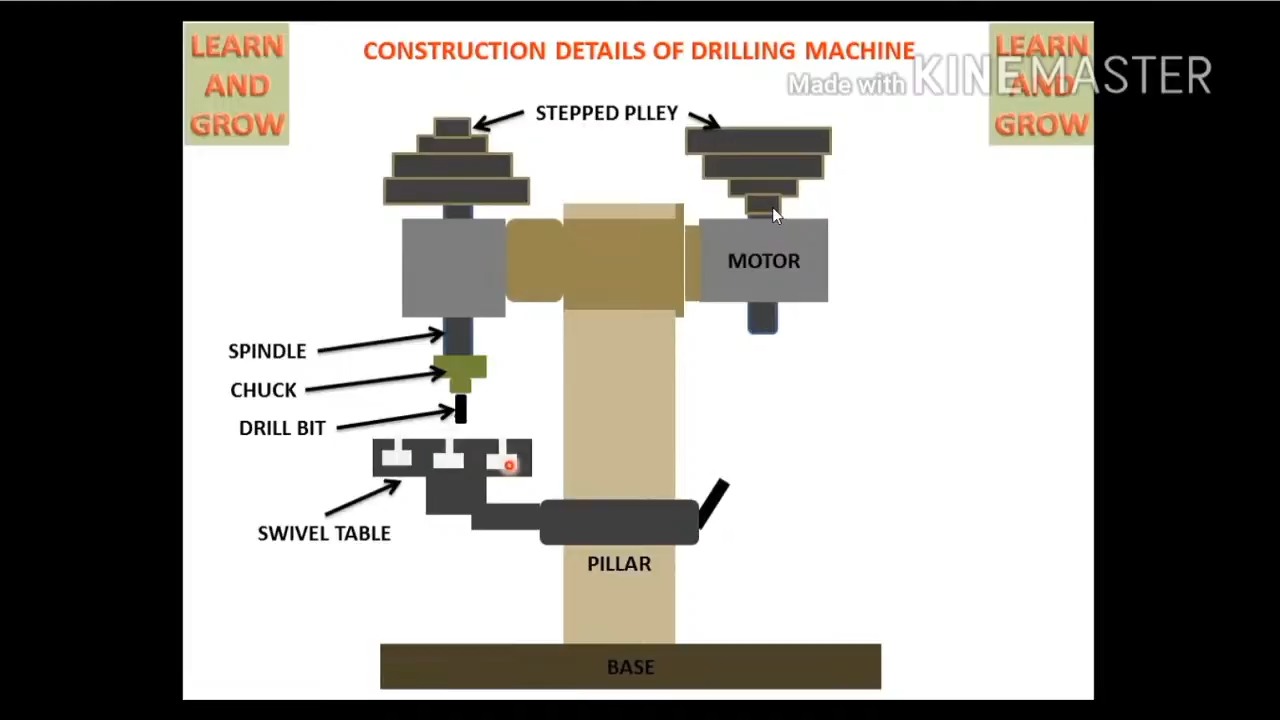 LEARN
AND
GROW
CONSTRUCTION DETAILS OF DRILLING MACHINE
LEARN
AND
GROW
Made with KINEMASTER
STEPPED PLLEY
MOTOR
SPINDLE
CHUCK
DRILL BIT
SWIVEL TABLE
PILLAR
BASE